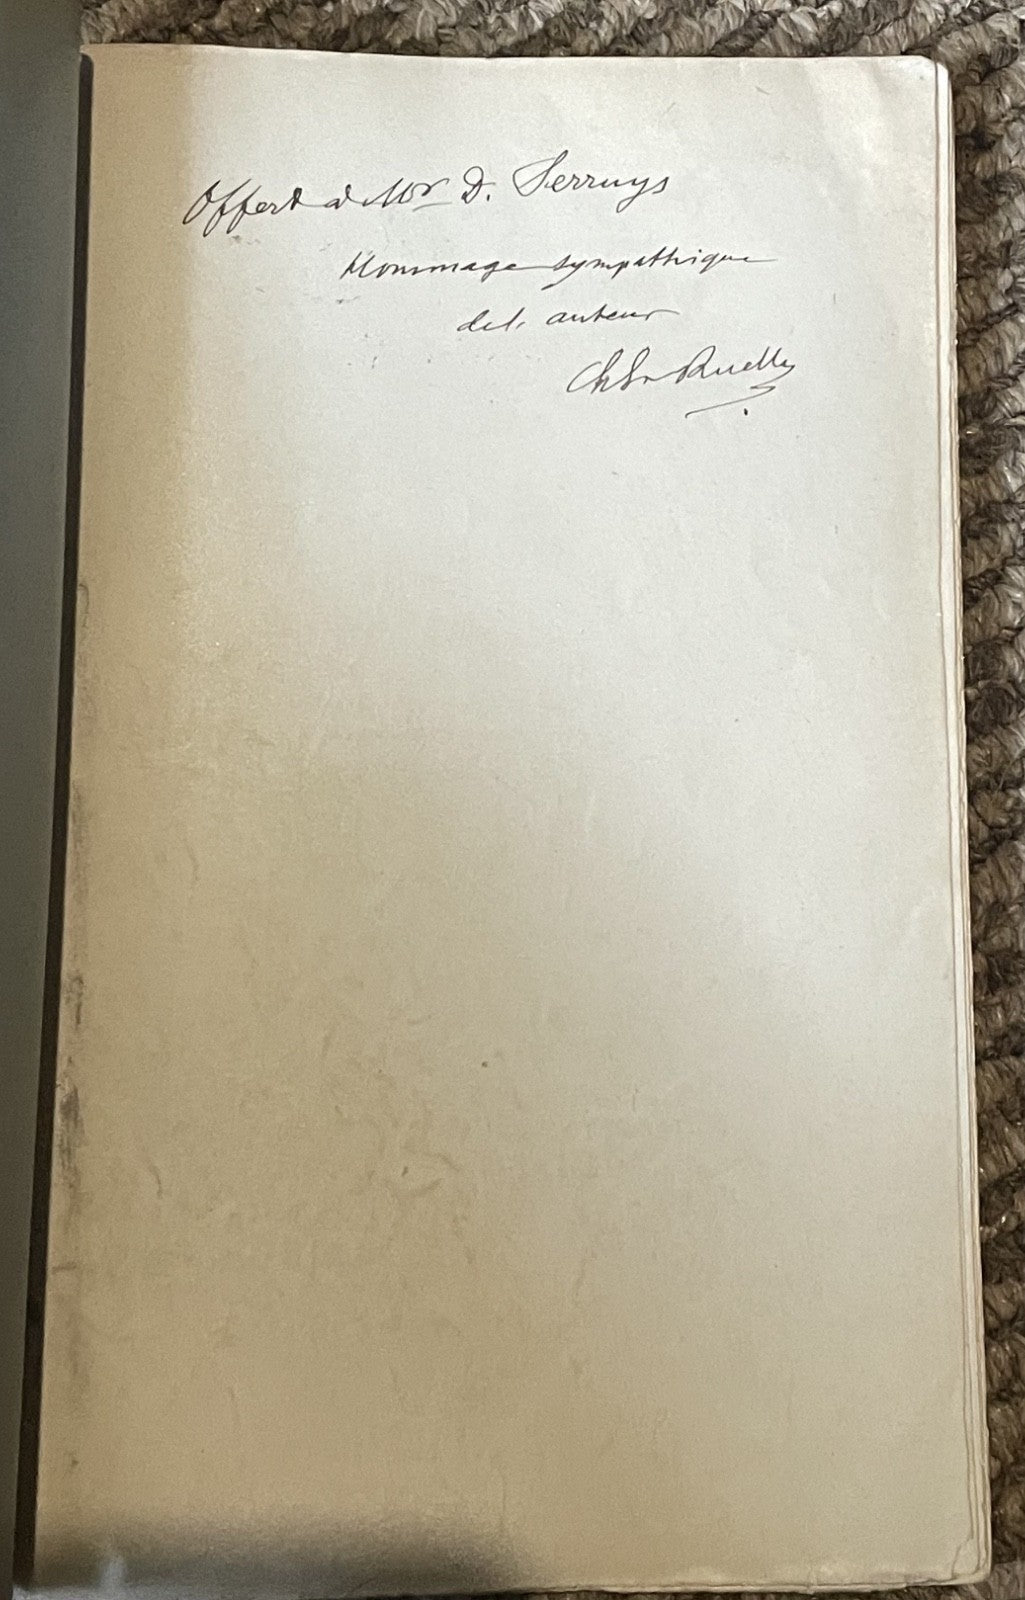 Offert à Mr D. Serruys
Hommage sympathique
de l'auteur
Ch Em Ruelle